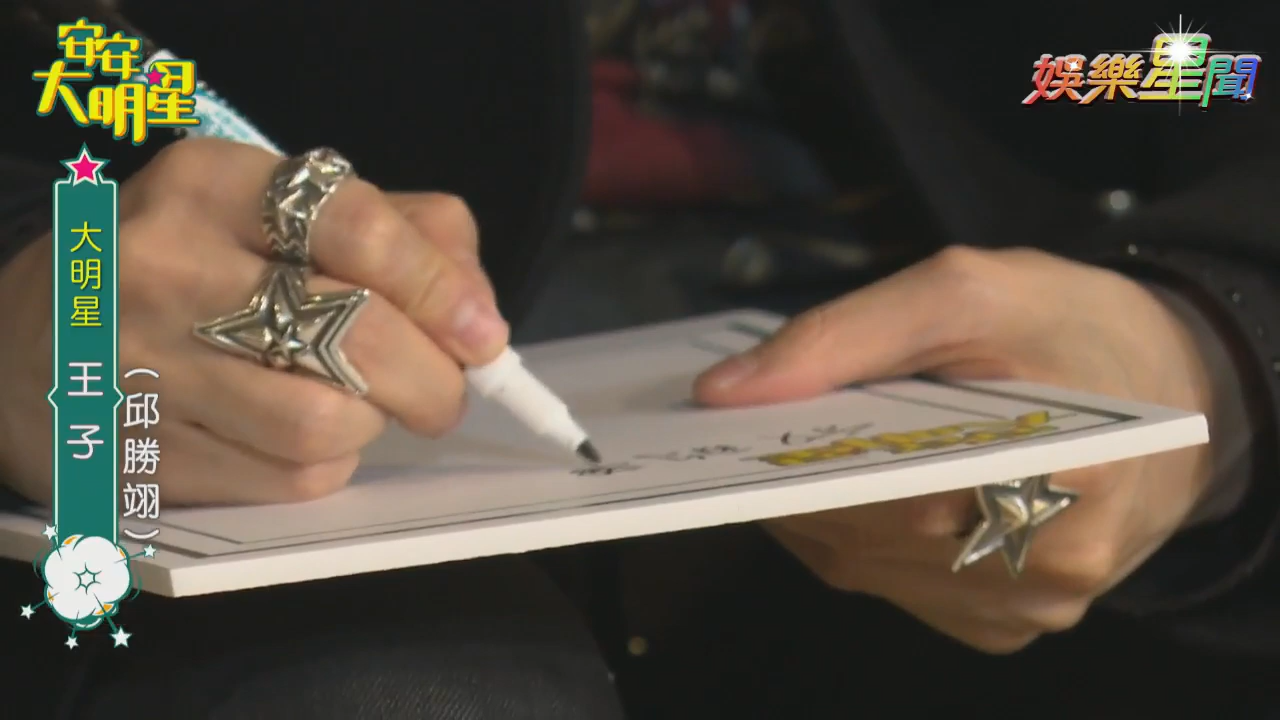 安安
大明星
娛樂星聞
大明星 王子
（邱勝翊）